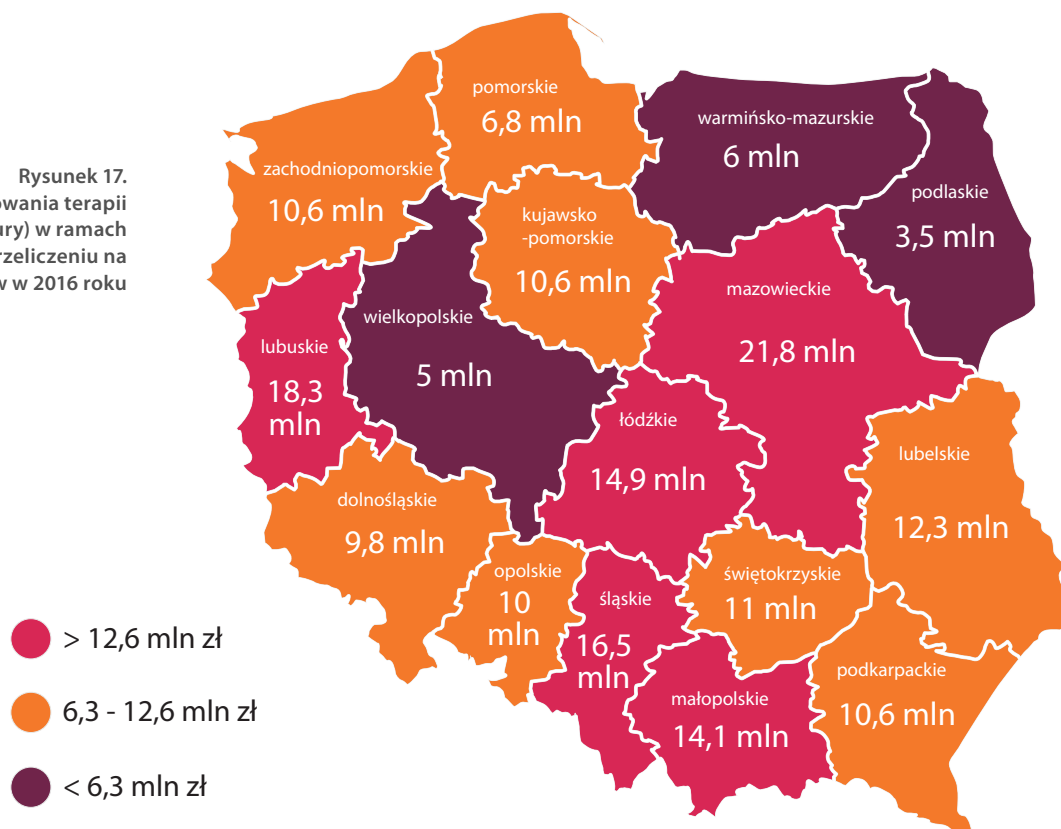 Rysunek 17.
owania terapii
ury) w ramach
rzeliczeniu na
w w 2016 roku
pomorskie
6,8 mln
warmińsko-mazurskie
6 mln
zachodniopomorskie
10,6 mln
podlaskie
3,5 mln
kujawsko
-pomorskie
10,6 mln
mazowieckie
21,8 mln
wielkopolskie
5 mln
lubuskie
18,3
mln
łódźkie
14,9 mln
lubelskie
12,3 mln
dolnośląskie
9,8 mln
opolskie
10
mln
śląskie
16,5
mln
świętokrzyskie
11 mln
małopolskie
14,1 mln
podkarpackie
10,6 mln
> 12,6 mln zł
6,3 - 12,6 mln zł
< 6,3 mln zł